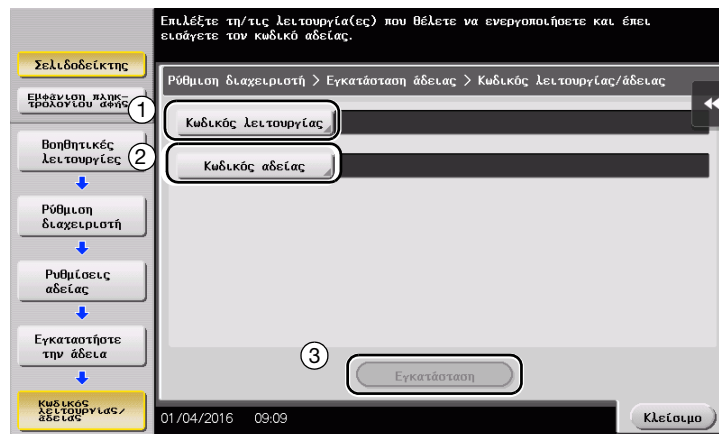 Επιλέξτε τη/τις λειτουργία(ες) που θέλετε να ενεργοποιήσετε και έπει
εισάγετε τον κωδικό αδείας.
Σελιδοδείκτης
Εμφάνιση πληκ-
τρολογίου αφής
Βοηθητικές
λειτουργίες
Ρύθμιση
διαχειριστή
Ρυθμίσεις
αδείας
Εγκαταστήστε
την άδεια
Κωδικός
λειτουργίας/
άδειας
Ρύθμιση διαχειριστή > Εγκατάσταση άδειας > Κωδικός λειτουργίας/άδειας
1
Κωδικός λειτουργίας
2
Κωδικός αδείας
3
Εγκατάσταση
01/04/2016 09:09
Κλείσιμο